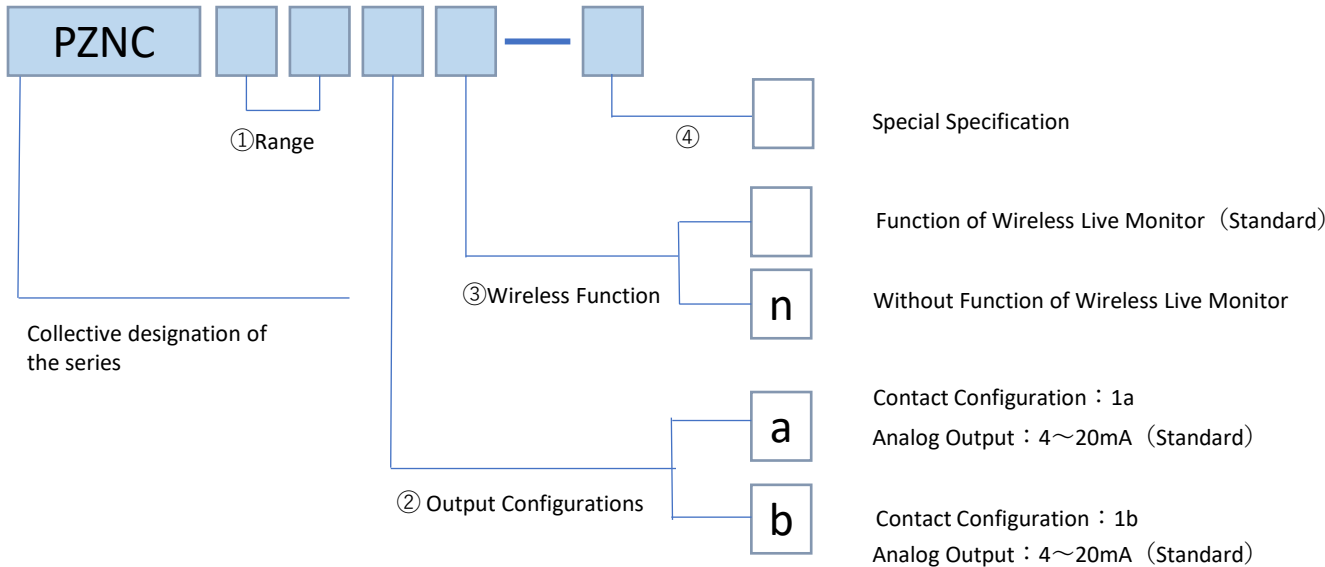 PZNC
①Range
④
Special Specification
Function of Wireless Live Monitor（Standard）
③Wireless Function
n
Without Function of Wireless Live Monitor
Collective designation of
the series
a
Contact Configuration：1a
Analog Output：4～20mA（Standard）
② Output Configurations
b
Contact Configuration：1b
Analog Output：4～20mA（Standard）